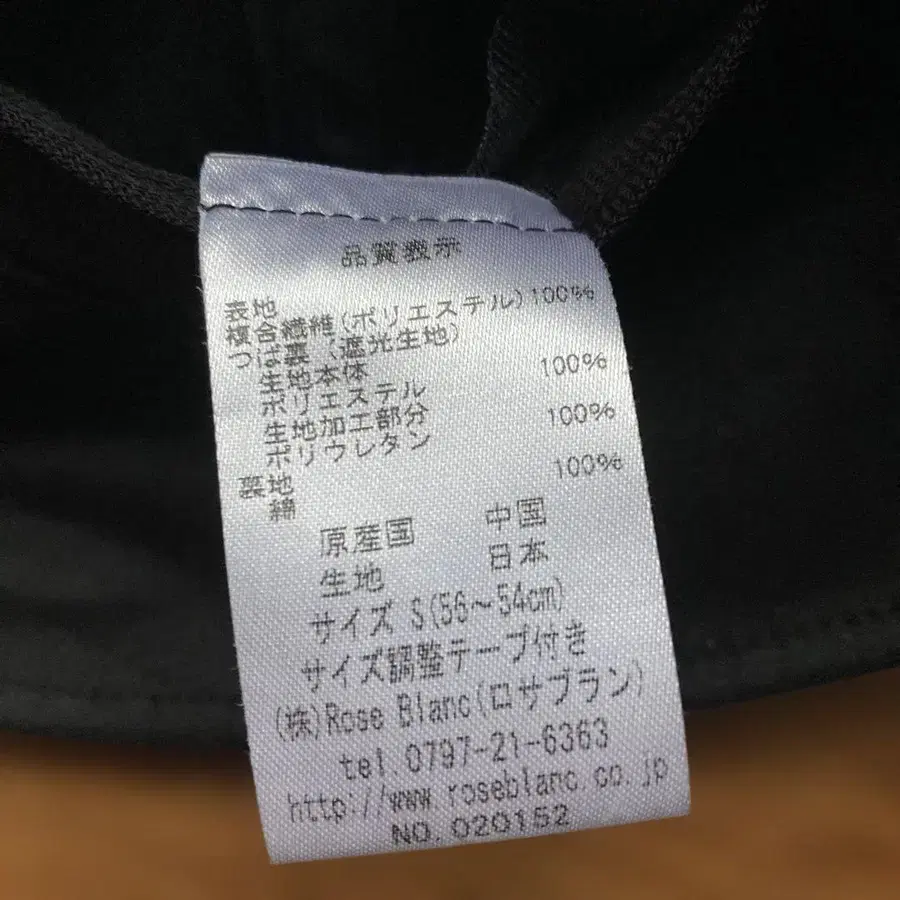 品質表示
表地
複合繊維(ポリエステル)100%
つば裏 (遮光生地)
生地本体
ポリエステル 100%
生地加工部分
ポリウレタン 100%
裏地
綿 100%
原産国 中国
生地 日本
サイズ S(56~54cm)
サイズ調整テープ付き
(株)Rose Blanc(ロサブラン)
tel.0797-21-6363
http://www.roseblanc.co.jp
NO.020152